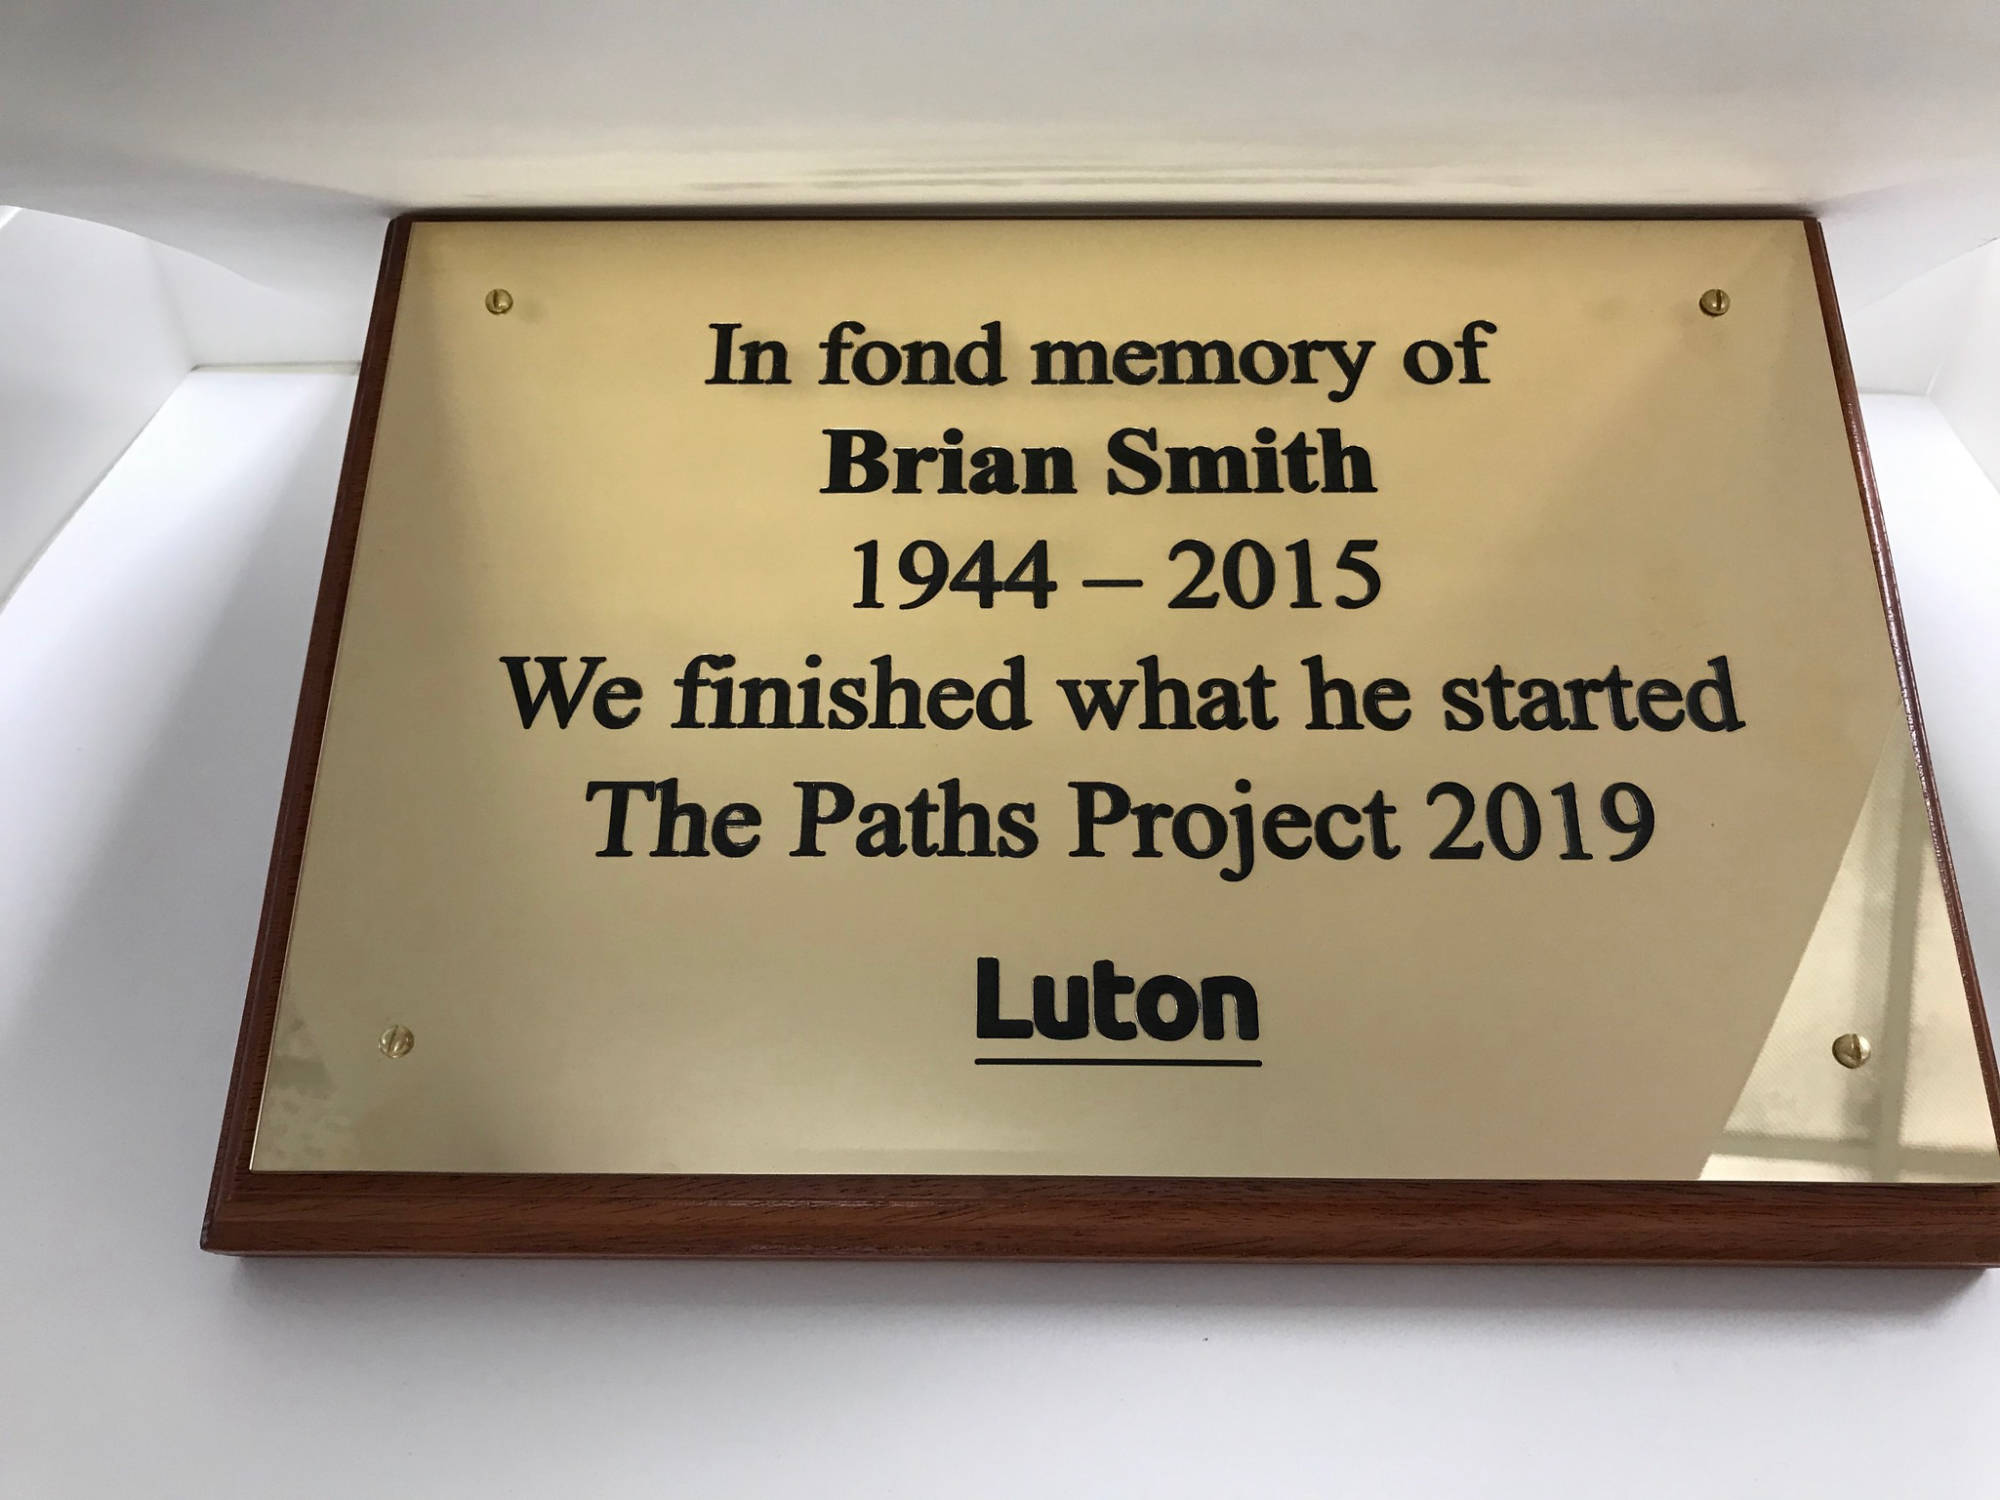 In fond memory of
Brian Smith
1944 – 2015
We finished what he started
The Paths Project 2019
Luton